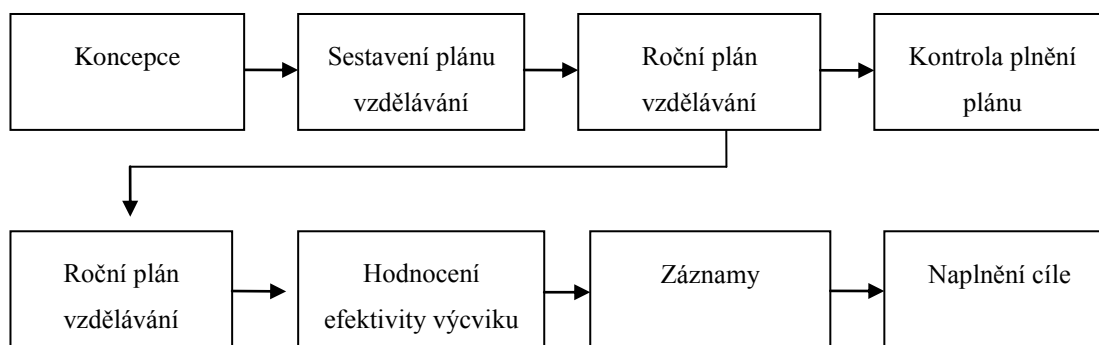 Koncepce
Sestavení plánu
vzdělávání
Roční plán
vzdělávání
Kontrola plnění
plánu
Roční plán
vzdělávání
Hodnocení
efektivity výcviku
Záznamy
Naplnění cíle